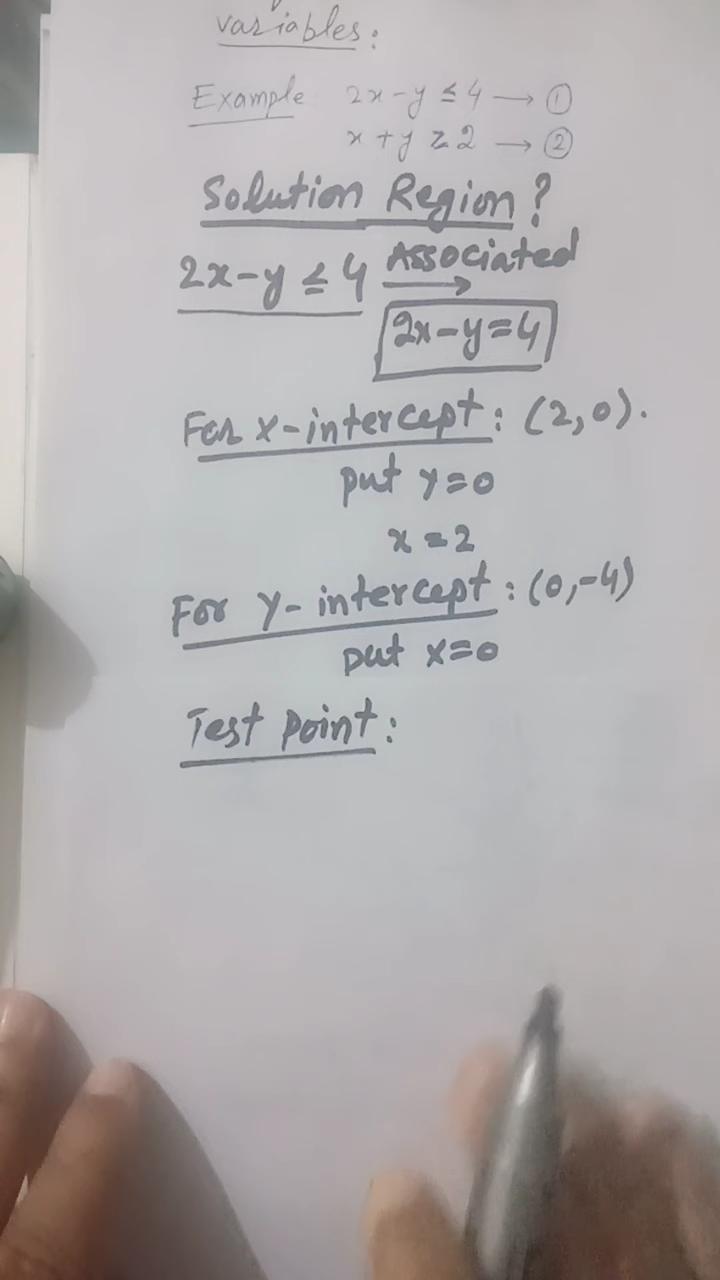 variables:
Example 2x-y ≤ 4 → ①
x + y ≥ 2 → ②
Solution Region?
2x-y ≤ 4 Associated →
2x-y=4
For x-intercept: (2,0).
put y=0
x=2
For y-intercept: (0,-4)
put x=0
Test point: